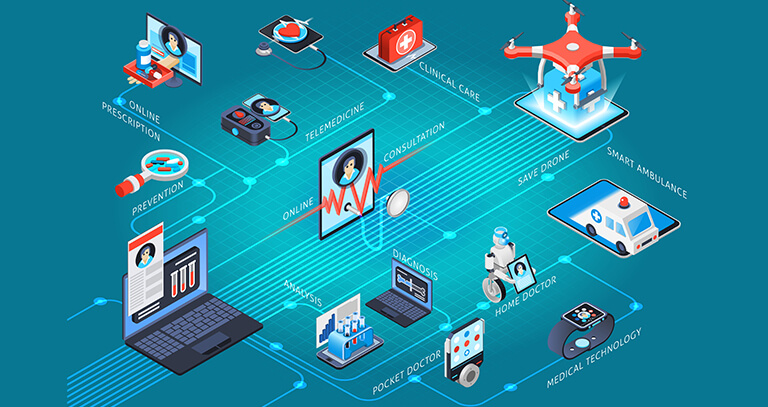 CLINICAL CARE
ONLINE
PRESCRIPTION
TELEMEDICINE
CONSULTATION
ONLINE
SAVE DRONE
SMART AMBULANCE
PREVENTION
DIAGNOSIS
ANALYSIS
HOME DOCTOR
POCKET DOCTOR
MEDICAL TECHNOLOGY